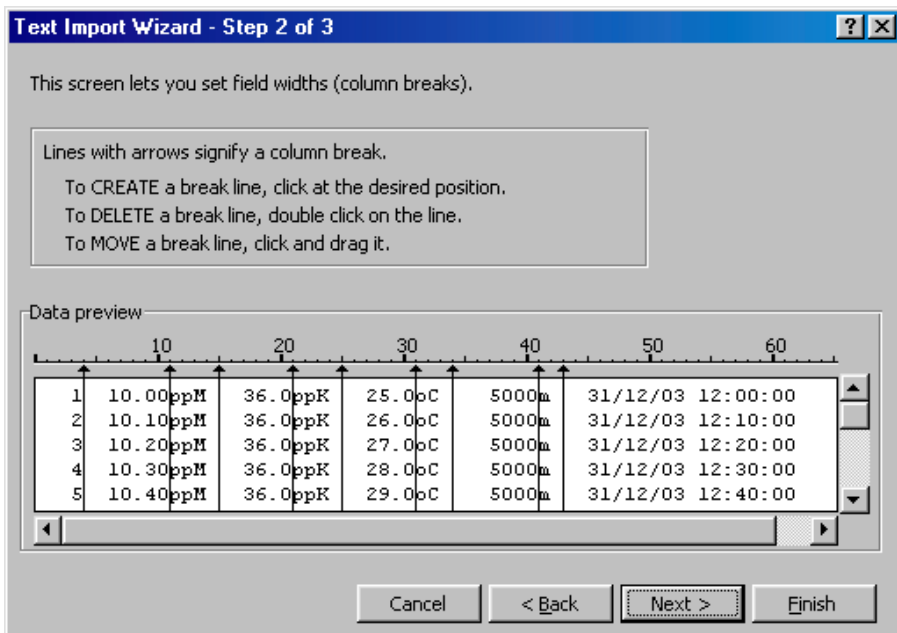 Text Import Wizard - Step 2 of 3
This screen lets you set field widths (column breaks).
Lines with arrows signify a column break.
To CREATE a break line, click at the desired position.
To DELETE a break line, double click on the line.
To MOVE a break line, click and drag it.
Data preview
10 20 30 40 50 60
1 10.00ppM 36.0ppK 25.0oC 5000m 31/12/03 12:00:00
2 10.10ppM 36.0ppK 26.0oC 5000m 31/12/03 12:10:00
3 10.20ppM 36.0ppK 27.0oC 5000m 31/12/03 12:20:00
4 10.30ppM 36.0ppK 28.0oC 5000m 31/12/03 12:30:00
5 10.40ppM 36.0ppK 29.0oC 5000m 31/12/03 12:40:00
Cancel < Back Next > Finish